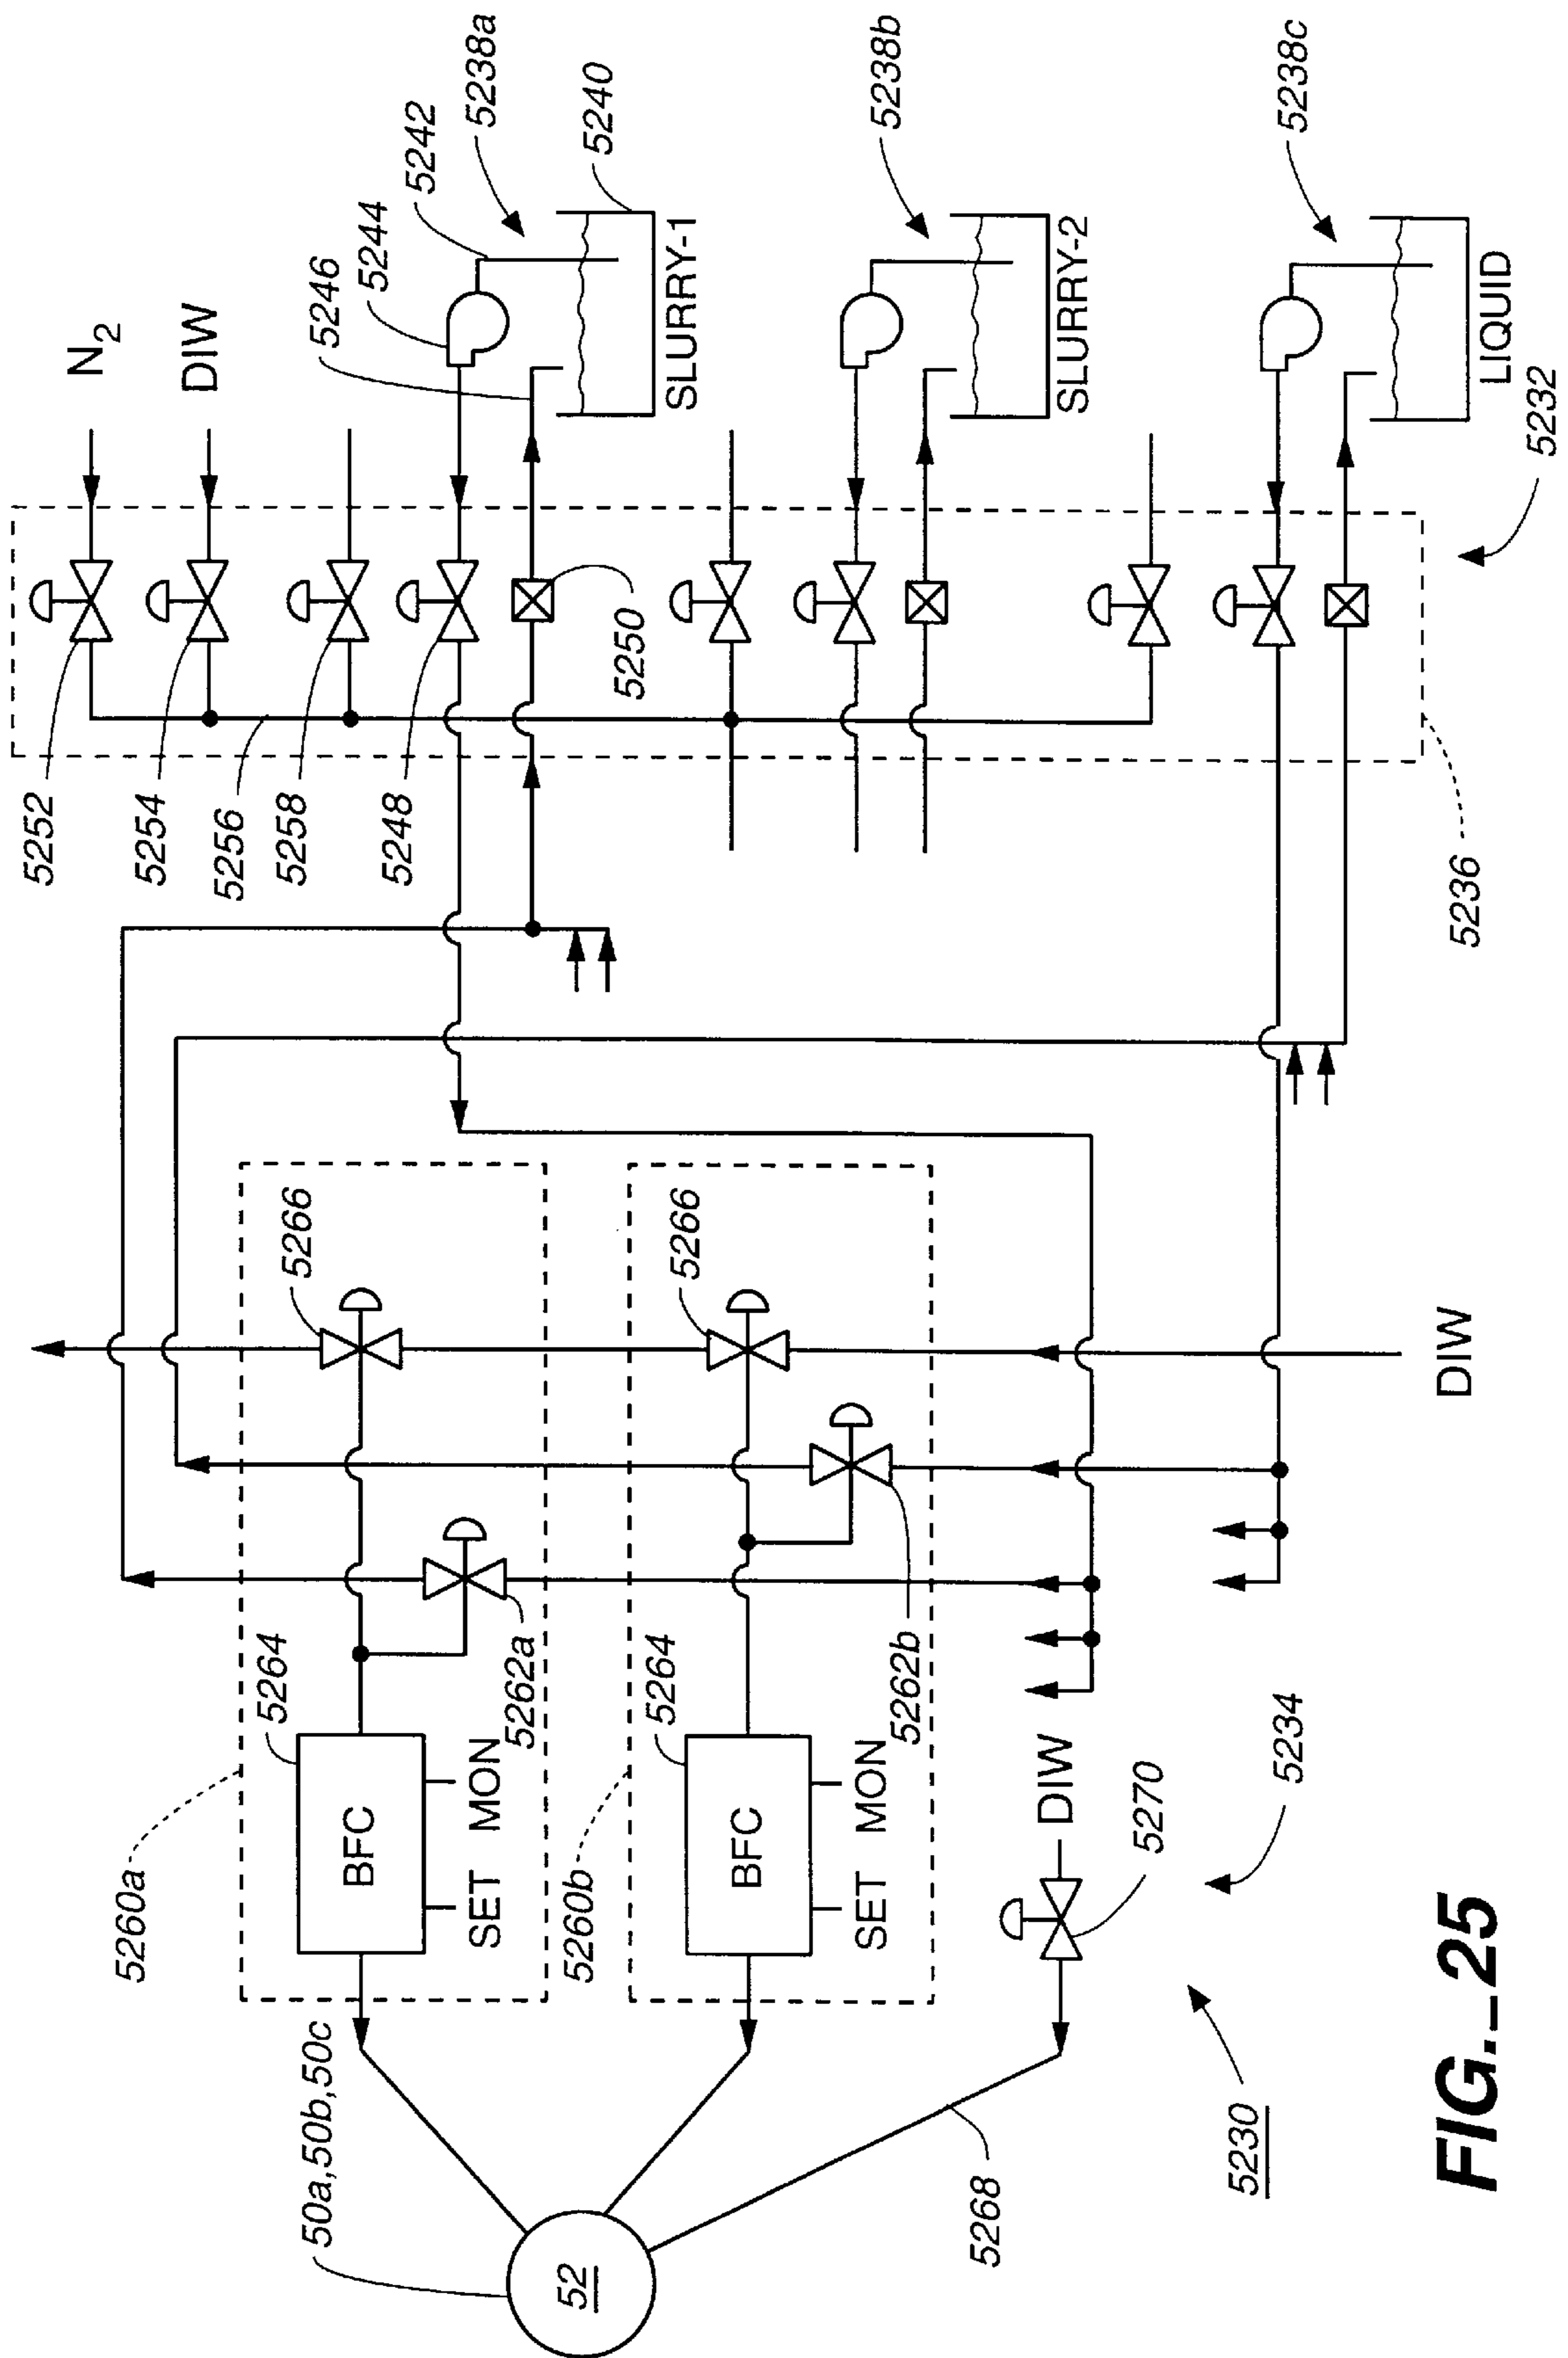 N2
DIW
5246
5244
5242
5238a
5240
SLURRY-1
5238b
SLURRY-2
5238c
LIQUID
5232
5252
5254
5256
5258
5248
5250
5236
5266
5266
DIW
5260a
5264
BFC
SET MON
5262a
5260b
5264
BFC
SET MON
5262b
DIW
5270
5234
50a,50b,50c
52
5268
5230
FIG._25